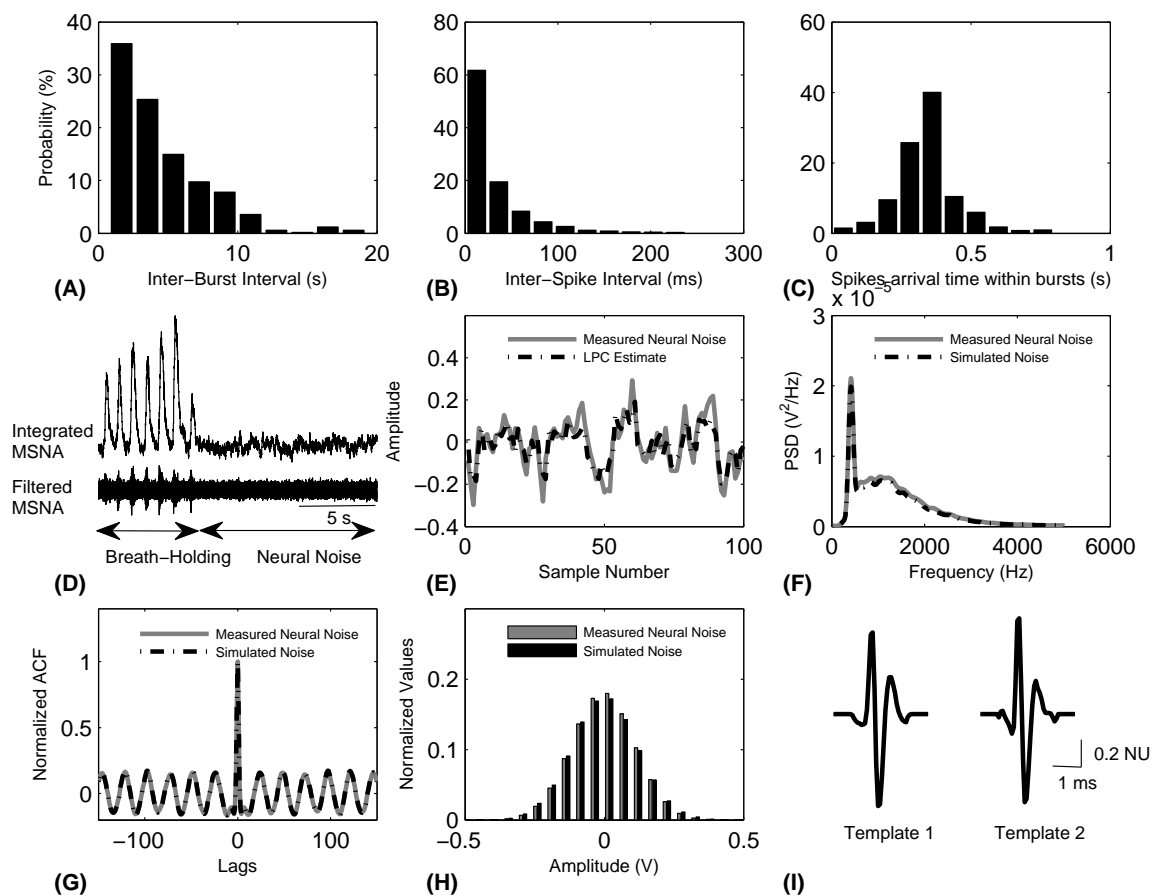 40
30
20
10
0
Probability (%)
0 10 20
Inter−Burst Interval (s)
(A)
80
60
40
20
0
0 100 200 300
Inter−Spike Interval (ms)
(B)
60
40
20
0
0 0.5 1
Spikes arrival time within bursts (s)
(C)
Integrated
MSNA
Filtered
MSNA
5 s
Breath−Holding Neural Noise
(D)
0.4
0.2
0
−0.2
−0.4
Amplitude
Measured Neural Noise
LPC Estimate
0 50 100
Sample Number
(E)
x 10−5
3
2
1
0
PSD (V2/Hz)
Measured Neural Noise
Simulated Noise
0 2000 4000 6000
Frequency (Hz)
(F)
1
0.5
0
Normalized ACF
Measured Neural Noise
Simulated Noise
−100 0 100
Lags
(G)
0.3
0.2
0.1
0
Normalized Values
Measured Neural Noise
Simulated Noise
−0.5 0 0.5
Amplitude (V)
(H)
0.2 NU
1 ms
Template 1 Template 2
(I)